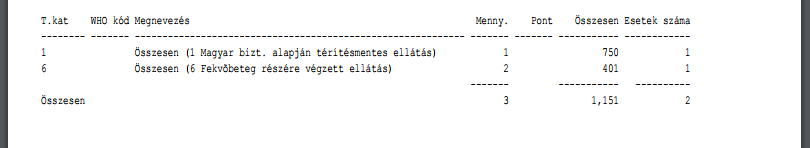 T.kat WHO kód Megnevezés Menny. Pont Összesen Esetek száma
1 Összesen (1 Magyar bizt. alapján térítésmentes ellátás) 1 750 1
6 Összesen (6 Fekvőbeteg részére végzett ellátás) 2 401 1
Összesen 3 1,151 2